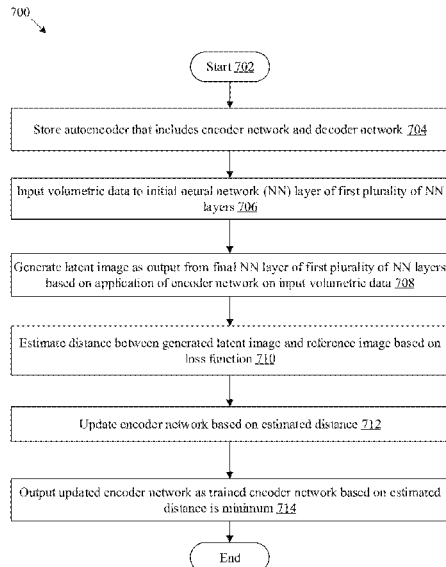 700
Start 702
Store autoencoder that includes encoder network and decoder network 704
Input volumetric data to initial neural network (NN) layer of first plurality of NN
layers 706
Generate latent image as output from final NN layer of first plurality of NN layers
based on application of encoder network on input volumetric data 708
Estimate distance between generated latent image and reference image based on
loss function 710
Update encoder network based on estimated distance 712
Output updated encoder network as trained encoder network based on estimated
distance is minimum 714
End